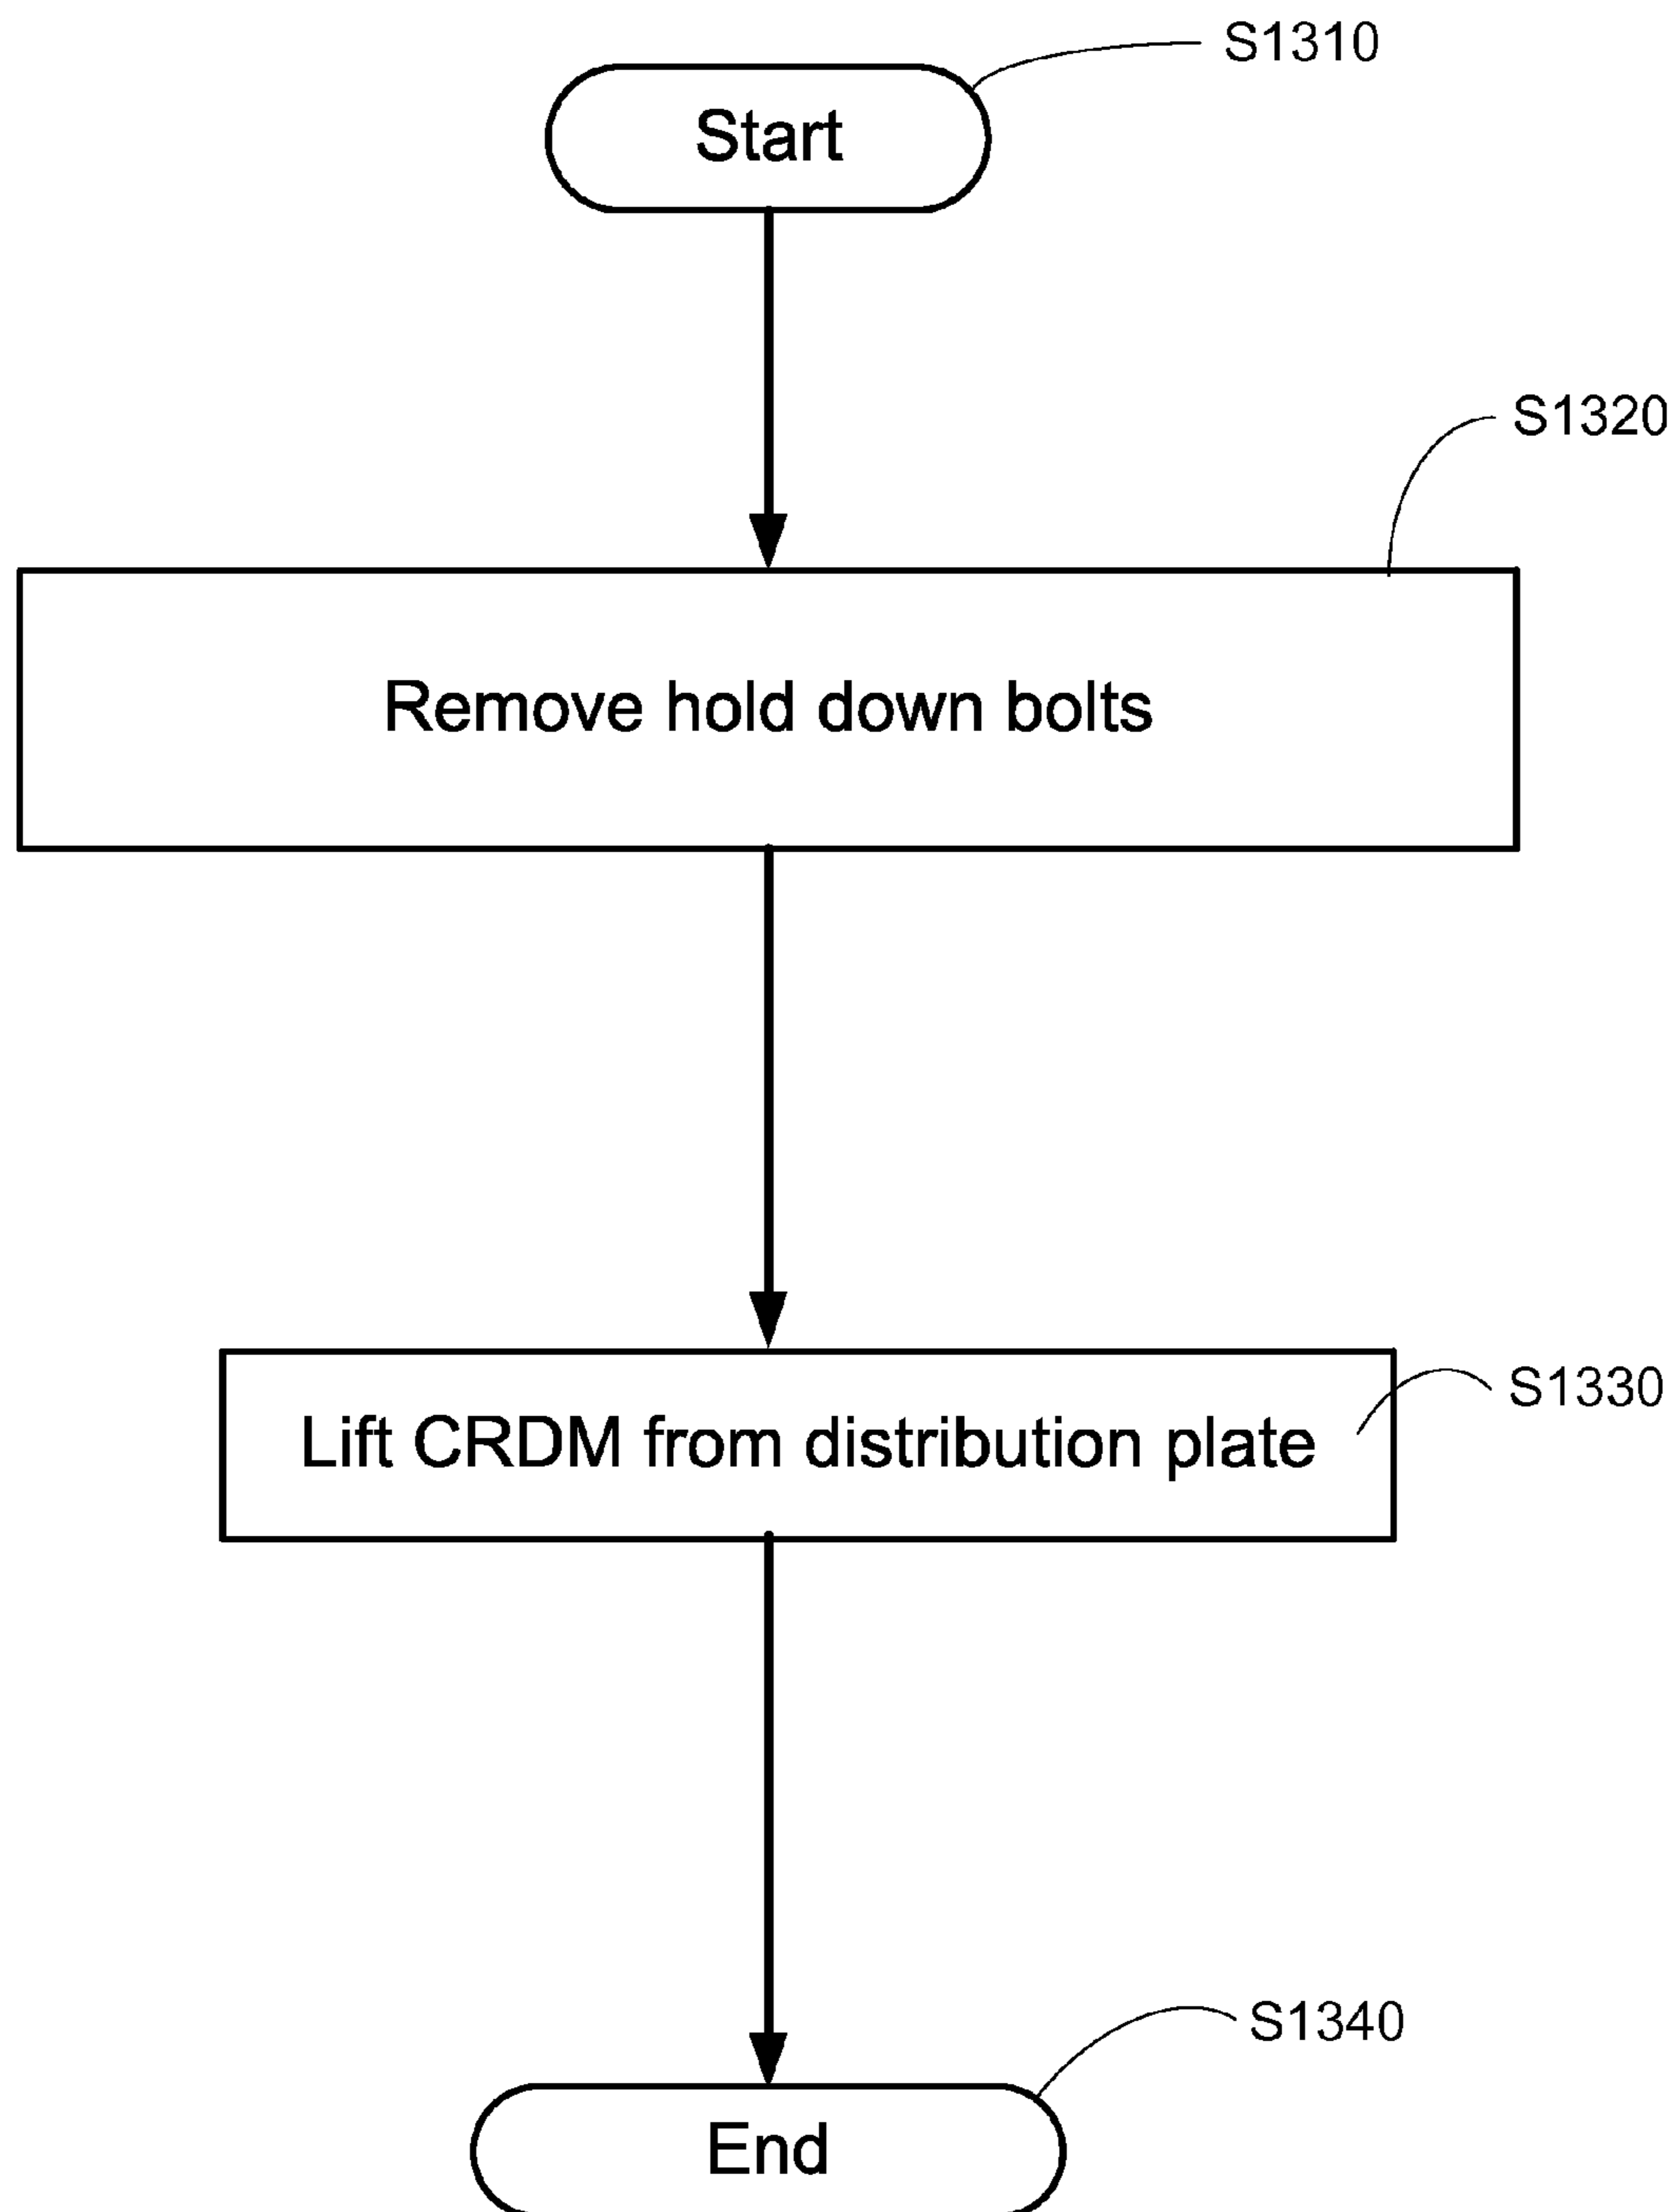 S1310
Start
S1320
Remove hold down bolts
S1330
Lift CRDM from distribution plate
S1340
End